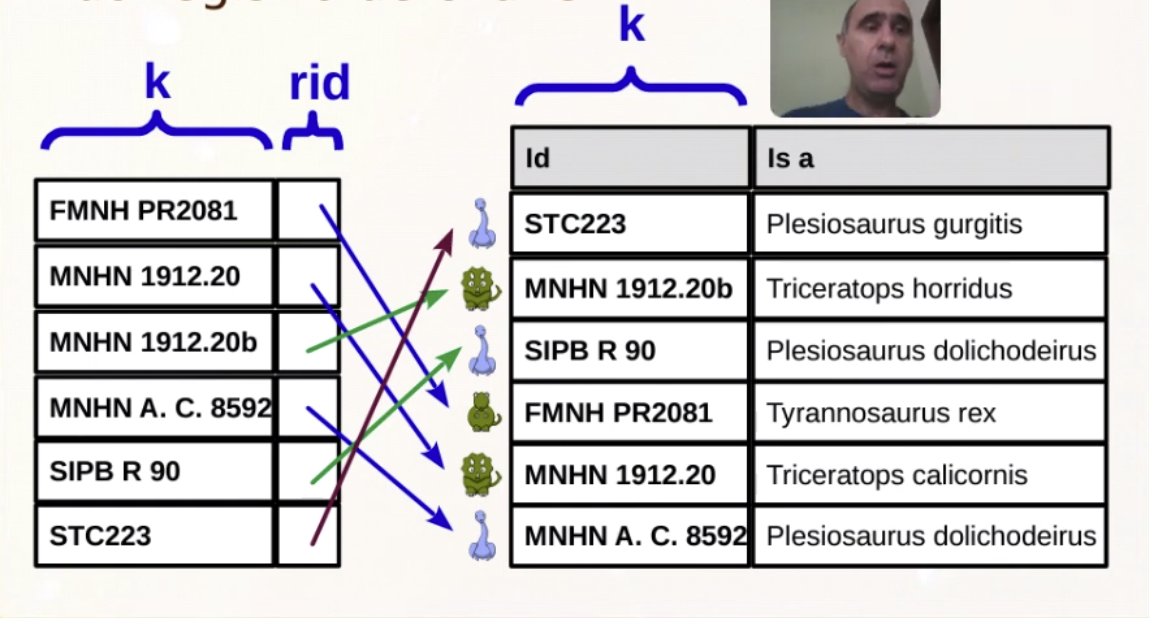 k
k
rid
Id
Is a
FMNH PR2081
MNHN 1912.20
MNHN 1912.20b
MNHN A. C. 8592
SIPB R 90
STC223
STC223
Plesiosaurus gurgitis
MNHN 1912.20b
Triceratops horridus
SIPB R 90
Plesiosaurus dolichodeirus
FMNH PR2081
Tyrannosaurus rex
MNHN 1912.20
Triceratops calicornis
MNHN A. C. 8592
Plesiosaurus dolichodeirus